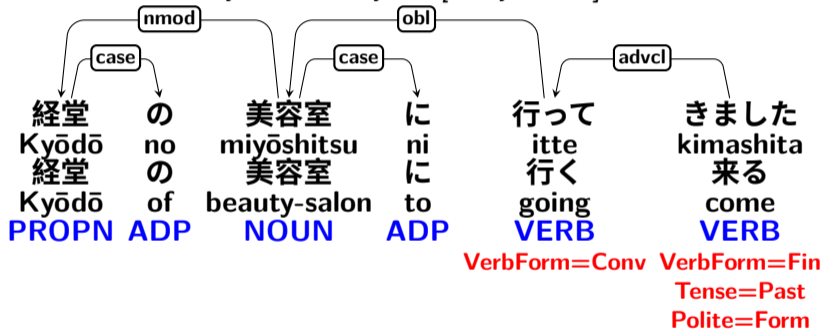 nmod obl
case case advcl
経堂 の 美容室 に 行って きました
Kyōdō no miyōshitsu ni itte kimashita
経堂 の 美容室 に 行く 来る
Kyōdō of beauty-salon to going come
PROPN ADP NOUN ADP VERB VERB
VerbForm=Conv VerbForm=Fin
Tense=Past
Polite=Form